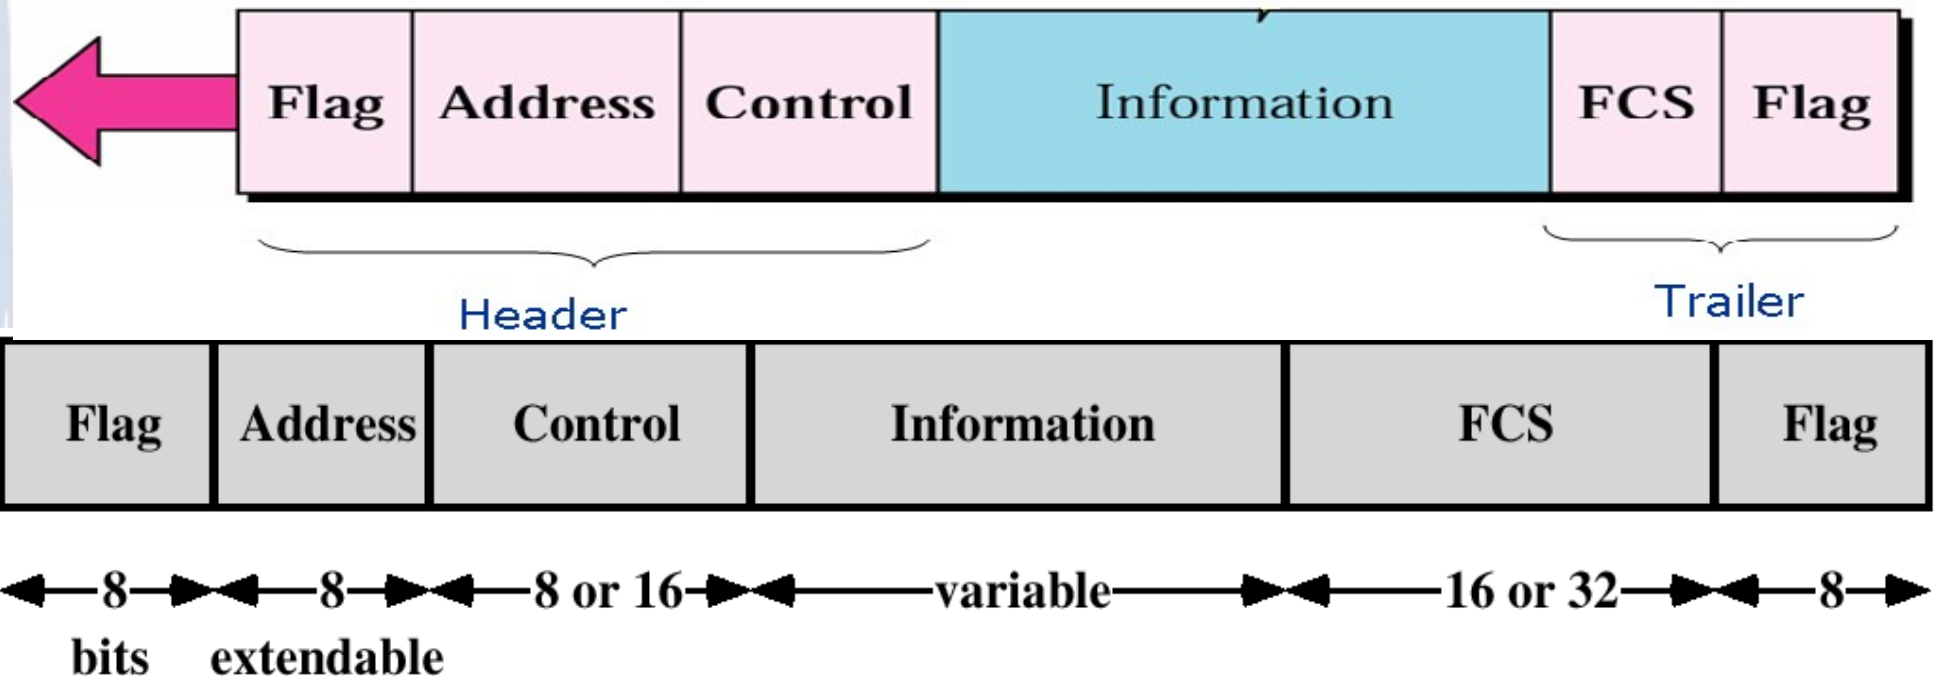 Flag Address Control Information FCS Flag
Header Trailer
Flag Address Control Information FCS Flag
8 8 8 or 16 variable 16 or 32 8
bits extendable